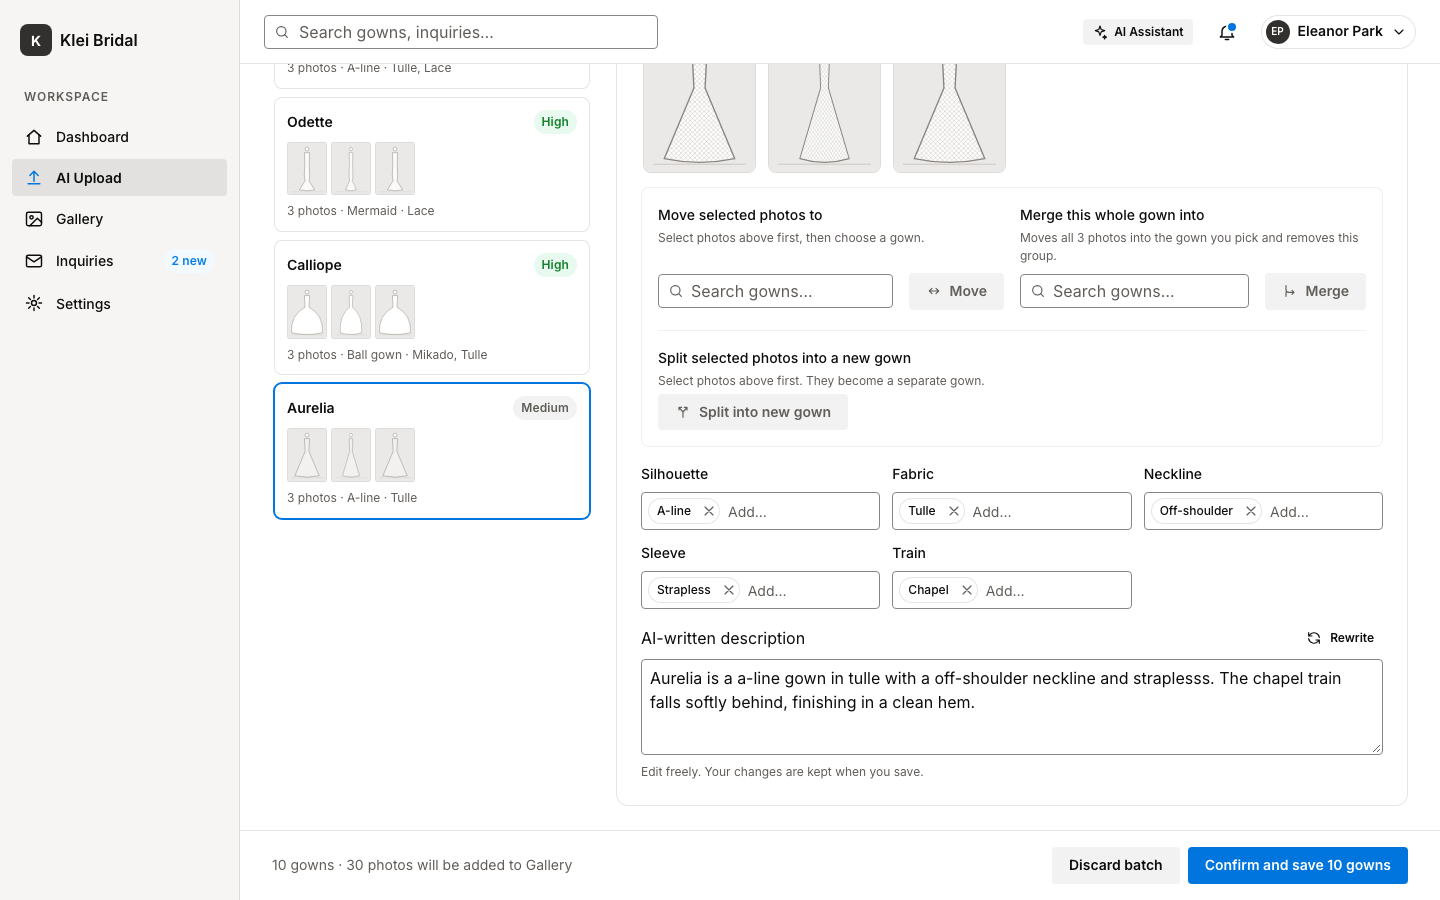 K Klei Bridal
WORKSPACE
Dashboard
AI Upload
Gallery
Inquiries 2 new
Settings
Search gowns, inquiries...
AI Assistant
EP Eleanor Park
3 photos · A-line · Tulle, Lace
Odette High
3 photos · Mermaid · Lace
Calliope High
3 photos · Ball gown · Mikado, Tulle
Aurelia Medium
3 photos · A-line · Tulle
Move selected photos to
Select photos above first, then choose a gown.
Search gowns...
Move
Merge this whole gown into
Moves all 3 photos into the gown you pick and removes this
group.
Search gowns...
Merge
Split selected photos into a new gown
Select photos above first. They become a separate gown.
Split into new gown
Silhouette
A-line Add...
Fabric
Tulle Add...
Neckline
Off-shoulder Add...
Sleeve
Strapless Add...
Train
Chapel Add...
AI-written description
Rewrite
Aurelia is a a-line gown in tulle with a off-shoulder neckline and straplesss. The chapel train
falls softly behind, finishing in a clean hem.
Edit freely. Your changes are kept when you save.
10 gowns · 30 photos will be added to Gallery
Discard batch
Confirm and save 10 gowns